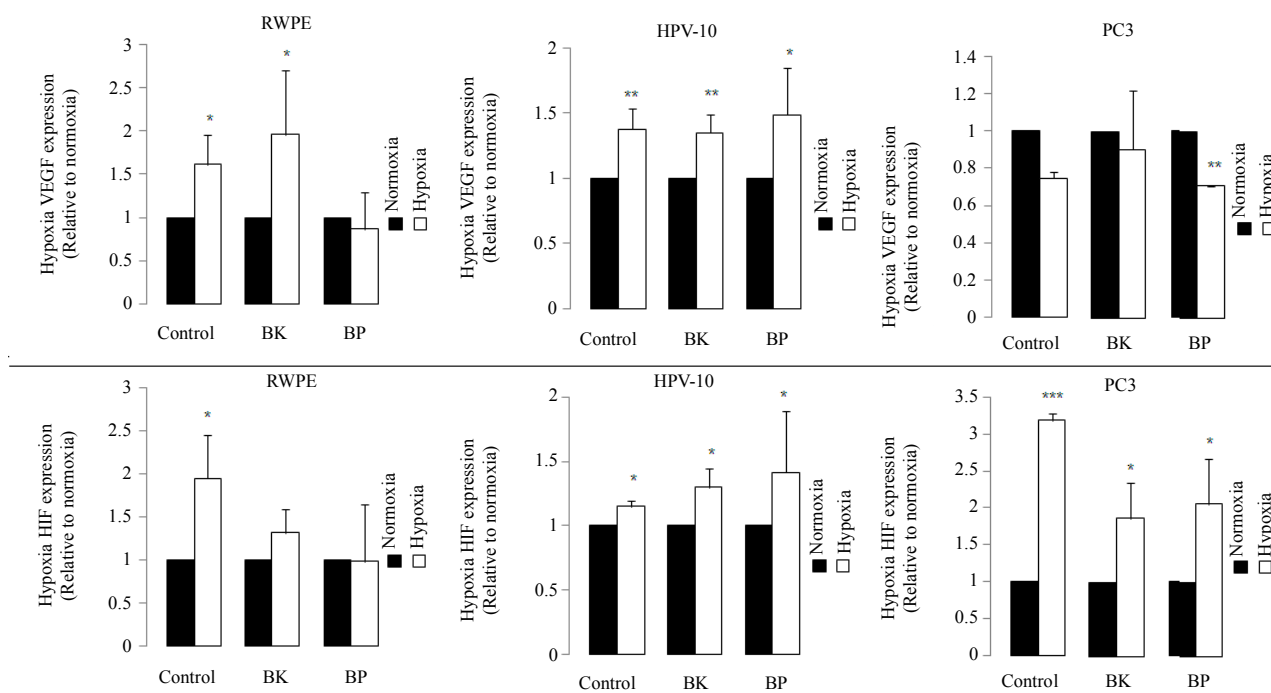 RWPE
Hypoxia VEGF expression
(Relative to normoxia)
3
2.5
2
1.5
1
0.5
0
*
*
Control
BK
BP
Normoxia
Hypoxia
HPV-10
Hypoxia VEGF expression
(Relative to normoxia)
2
1.5
1
0.5
0
**
**
*
Control
BK
BP
Normoxia
Hypoxia
PC3
Hypoxia VEGF expression
(Relative to normoxia)
1.4
1.2
1
0.8
0.6
0.4
0.2
0
**
Control
BK
BP
Normoxia
Hypoxia
RWPE
Hypoxia HIF expression
(Relative to normoxia)
3
2.5
2
1.5
1
0.5
0
*
Control
BK
BP
Normoxia
Hypoxia
HPV-10
Hypoxia HIF expression
(Relative to normoxia)
2
1.5
1
0.5
0
*
*
*
Control
BK
BP
Normoxia
Hypoxia
PC3
Hypoxia HIF expression
(Relative to normoxia)
3.5
3
2.5
2
1.5
1
0.5
0
***
*
*
Control
BK
BP
Normoxia
Hypoxia